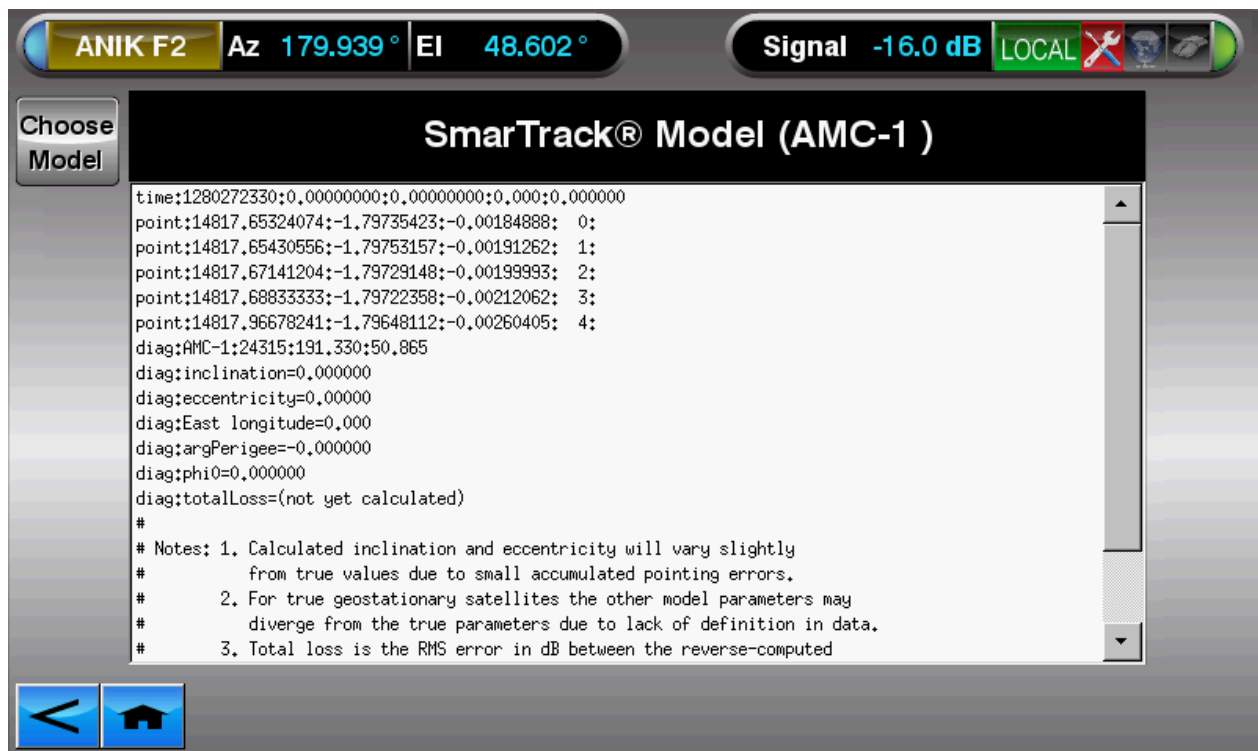 ANIK F2 Az 179.939° El 48.602° Signal -16.0 dB LOCAL
Choose
Model
SmarTrack® Model (AMC-1 )
time:1280272330:0.00000000:0.00000000:0.000:0.000000
point:14817.65324074:-1.79735423:-0.00184888:  0:
point:14817.65430556:-1.79753157:-0.00191262:  1:
point:14817.67141204:-1.79729148:-0.00199993:  2:
point:14817.68833333:-1.79722358:-0.00212062:  3:
point:14817.96678241:-1.79648112:-0.00260405:  4:
diag:AMC-1:24315:191.330:50.865
diag:inclination=0.000000
diag:eccentricity=0.00000
diag:East longitude=0.000
diag:argPerigee=-0.000000
diag:phi0=0.000000
diag:totalLoss=(not yet calculated)
#
# Notes: 1. Calculated inclination and eccentricity will vary slightly
#           from true values due to small accumulated pointing errors.
#        2. For true geostationary satellites the other model parameters may
#           diverge from the true parameters due to lack of definition in data.
#        3. Total loss is the RMS error in dB between the reverse-computed